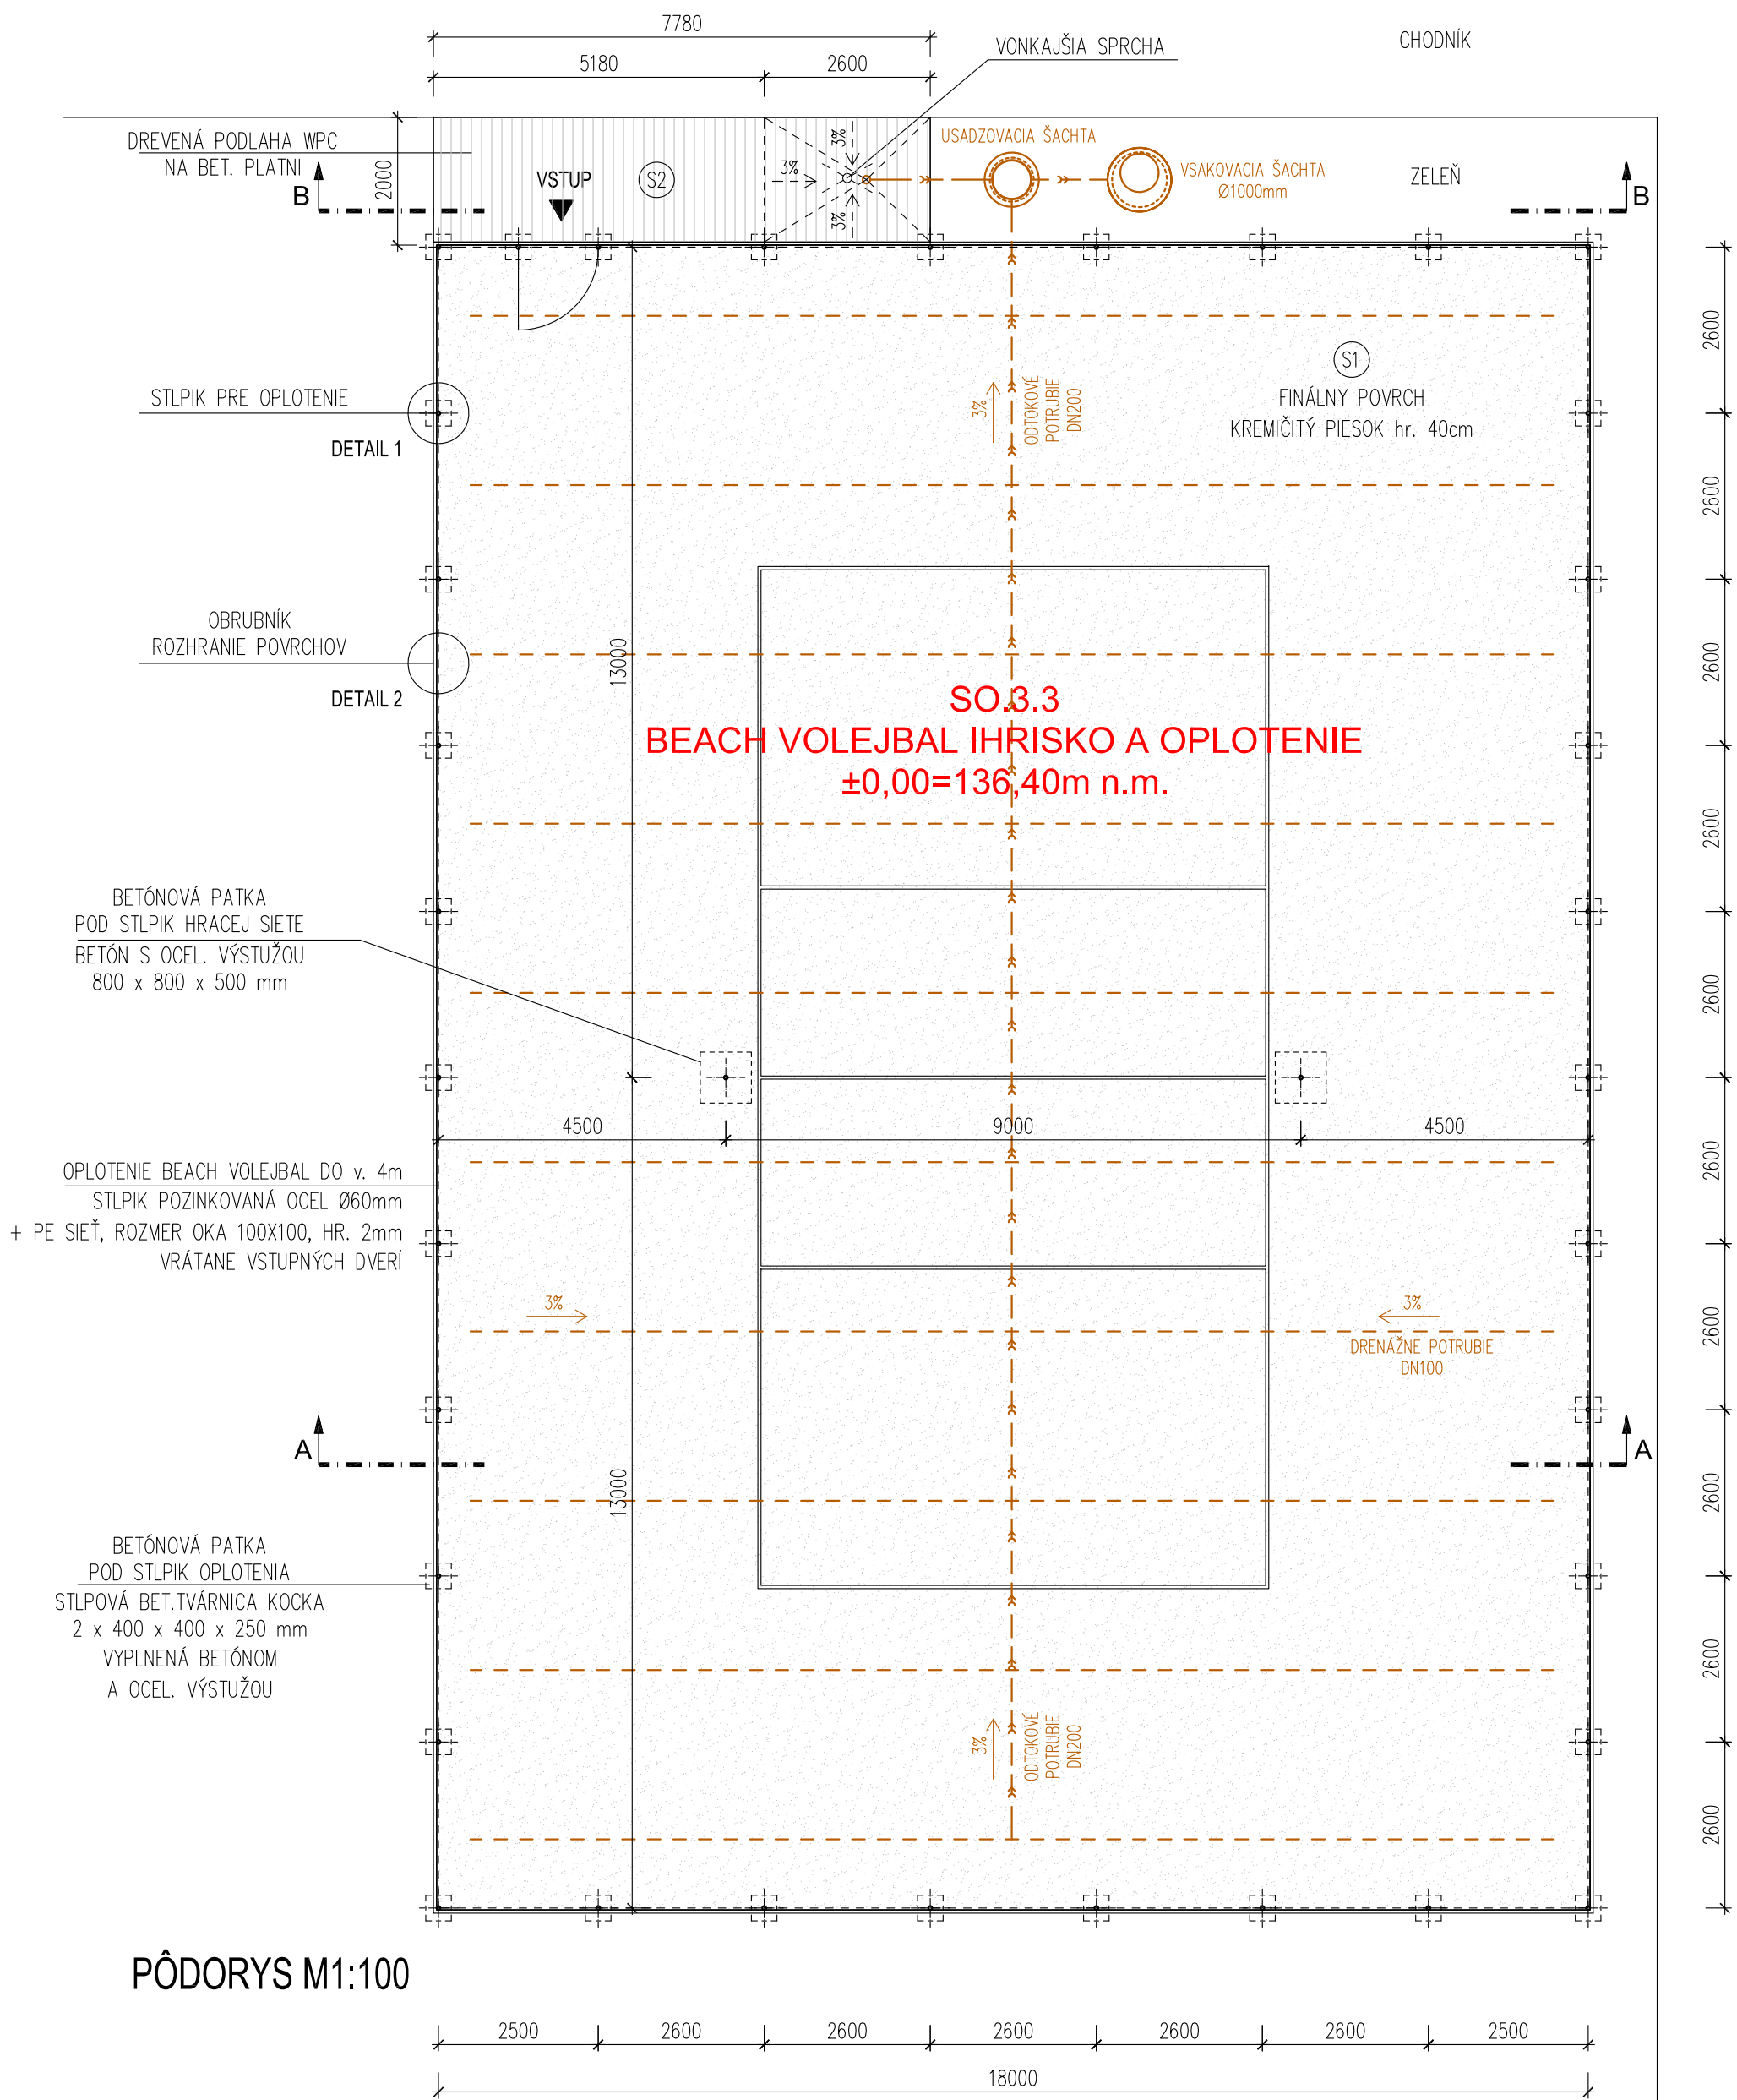 7780
5180
2600
VONKAJŠIA SPRCHA
CHODNÍK
DREVENÁ PODLAHA WPC
NA BET. PLATNI
2000
B
VSTUP
S2
3%
3%
3%
USADZOVACIA ŠACHTA
VSAKOVACIA ŠACHTA
Ø1000mm
ZELEŇ
B
STLPIK PRE OPLOTENIE
DETAIL 1
3%
ODTOKOVÉ
POTRUBIE
DN200
S1
FINÁLNY POVRCH
KREMIČITÝ PIESOK hr. 40cm
2600
2600
OBRUBNÍK
ROZHRANIE POVRCHOV
DETAIL 2
13000
2600
SO.3.3
BEACH VOLEJBAL IHRISKO A OPLOTENIE
±0,00=136,40m n.m.
2600
BETÓNOVÁ PATKA
POD STLPIK HRACEJ SIETE
BETÓN S OCEL. VÝSTUŽOU
800 x 800 x 500 mm
2600
4500
9000
4500
OPLOTENIE BEACH VOLEJBAL DO v. 4m
STLPIK POZINKOVANÁ OCEL Ø60mm
+ PE SIEŤ, ROZMER OKA 100X100, HR. 2mm
VRÁTANE VSTUPNÝCH DVERÍ
2600
3%
3%
DRENÁŽNE POTRUBIE
DN100
2600
A
A
13000
2600
BETÓNOVÁ PATKA
POD STLPIK OPLOTENIA
STLPOVÁ BET.TVÁRNICA KOCKA
2 x 400 x 400 x 250 mm
VYPLNENÁ BETÓNOM
A OCEL. VÝSTUŽOU
2600
3%
ODTOKOVÉ
POTRUBIE
DN200
2600
PÔDORYS M1:100
2500
2600
2600
2600
2600
2600
2500
18000